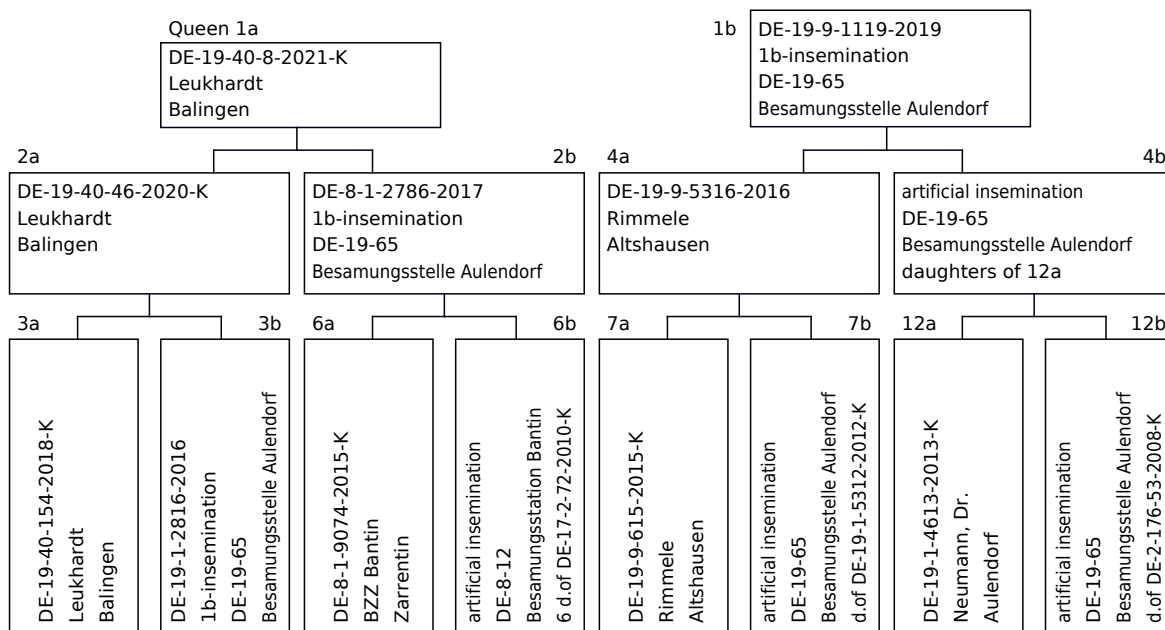 Queen 1a
DE-19-40-8-2021-K
Leukhardt
Balingen
1b
DE-19-9-1119-2019
1b-insemination
DE-19-65
Besamungsstelle Aulendorf
2a
DE-19-40-46-2020-K
Leukhardt
Balingen
2b
DE-8-1-2786-2017
1b-insemination
DE-19-65
Besamungsstelle Aulendorf
4a
DE-19-9-5316-2016
Rimmele
Altshausen
4b
artificial insemination
DE-19-65
Besamungsstelle Aulendorf
daughters of 12a
3a
DE-19-40-154-2018-K
Leukhardt
Balingen
3b
DE-19-1-2816-2016
1b-insemination
DE-19-65
Besamungsstelle Aulendorf
6a
DE-8-1-9074-2015-K
BZZ Bantin
Zarrentin
6b
artificial insemination
DE-8-12
Besamungsstation Bantin
6 d.of DE-17-2-72-2010-K
7a
DE-19-9-615-2015-K
Rimmele
Altshausen
7b
artificial insemination
DE-19-65
Besamungsstelle Aulendorf
d.of DE-19-1-5312-2012-K
12a
DE-19-1-4613-2013-K
Neumann, Dr.
Aulendorf
12b
artificial insemination
DE-19-65
Besamungsstelle Aulendorf
d.of DE-2-176-53-2008-K